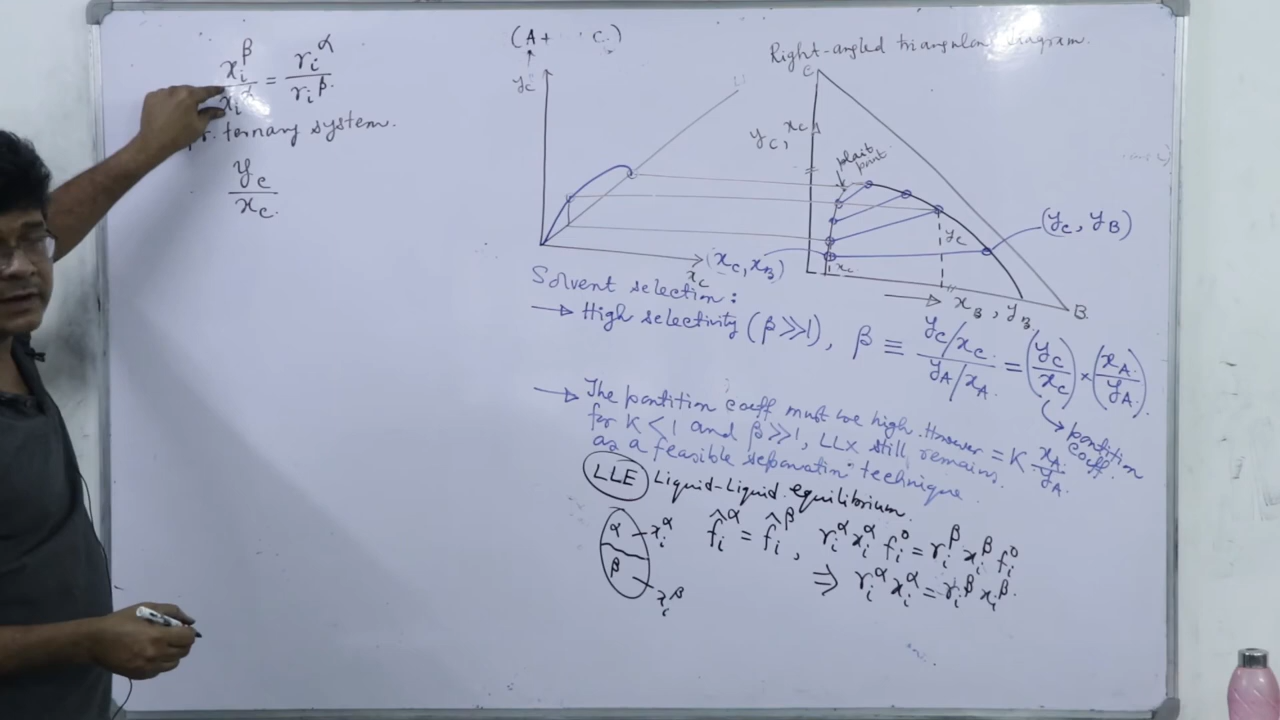 x_i^β / x_i^α = γ_i^α / γ_i^β.
ternary system.
y_c / x_c.
(A+ C)
y_c
x_c
Right-angled triangular diagram.
C
y_c, x_c
plait point
(y_c, y_B)
y_c
(x_c, x_B)
x_c
x_B, y_B.
B
Solvent selection:
→ High selectivity (β≫1), β ≡ (y_c/x_c) / (y_A/x_A) = (y_c/x_c) × (x_A/y_A).
partition coeff.
→ The partition coeff must be high. However
for K<1 and β≫1, LLX still remains
as a feasible separation technique.
= K x_A/y_A.
LLE Liquid-Liquid equilibrium.
α x_i^α
β x_i^β
f̂_i^α = f̂_i^β, γ_i^α x_i^α f_i^o = γ_i^β x_i^β f_i^o
⇒ γ_i^α x_i^α = γ_i^β x_i^β.